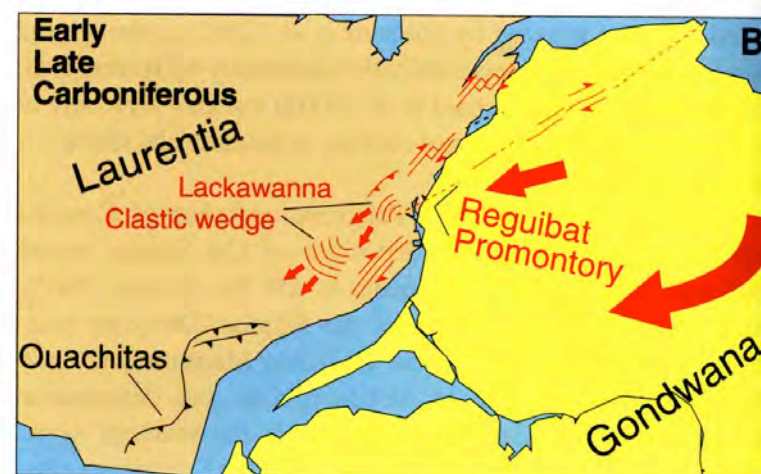 Early
Late
Carboniferous
B
Laurentia
Lackawanna
Clastic wedge
Reguibat
Promontory
Ouachitas
Gondwana